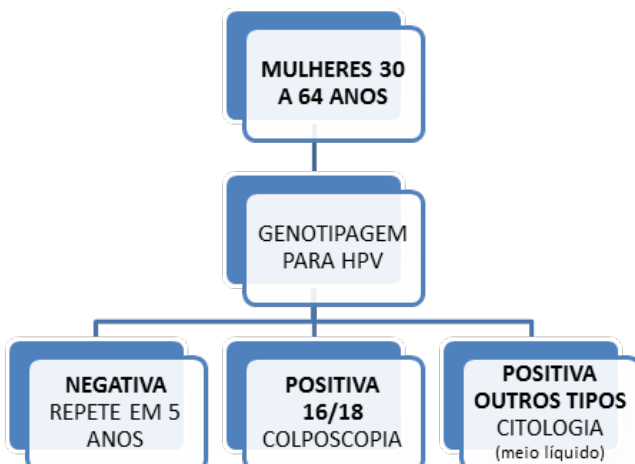 MULHERES 30
A 64 ANOS
GENOTIPAGEM
PARA HPV
NEGATIVA
REPETE EM 5
ANOS
POSITIVA
16/18
COLPOSCOPIA
POSITIVA
OUTROS TIPOS
CITOLOGIA
(meio líquido)